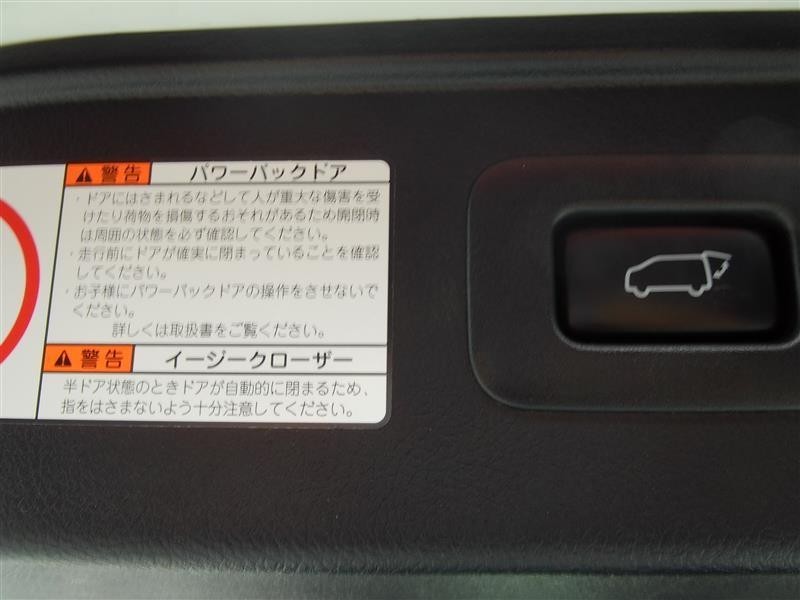 警告 パワーバックドア
・ドアにはさまれるなどして人が重大な傷害を受
けたり荷物を損傷するおそれがあるため開閉時
は周囲の状態を必ず確認してください。
・走行前にドアが確実に閉まっていることを確認
してください。
・お子様にパワーバックドアの操作をさせないで
ください。
詳しくは取扱書をご覧ください。
警告 イージークローザー
半ドア状態のときドアが自動的に閉まるため、
指をはさまないよう十分注意してください。